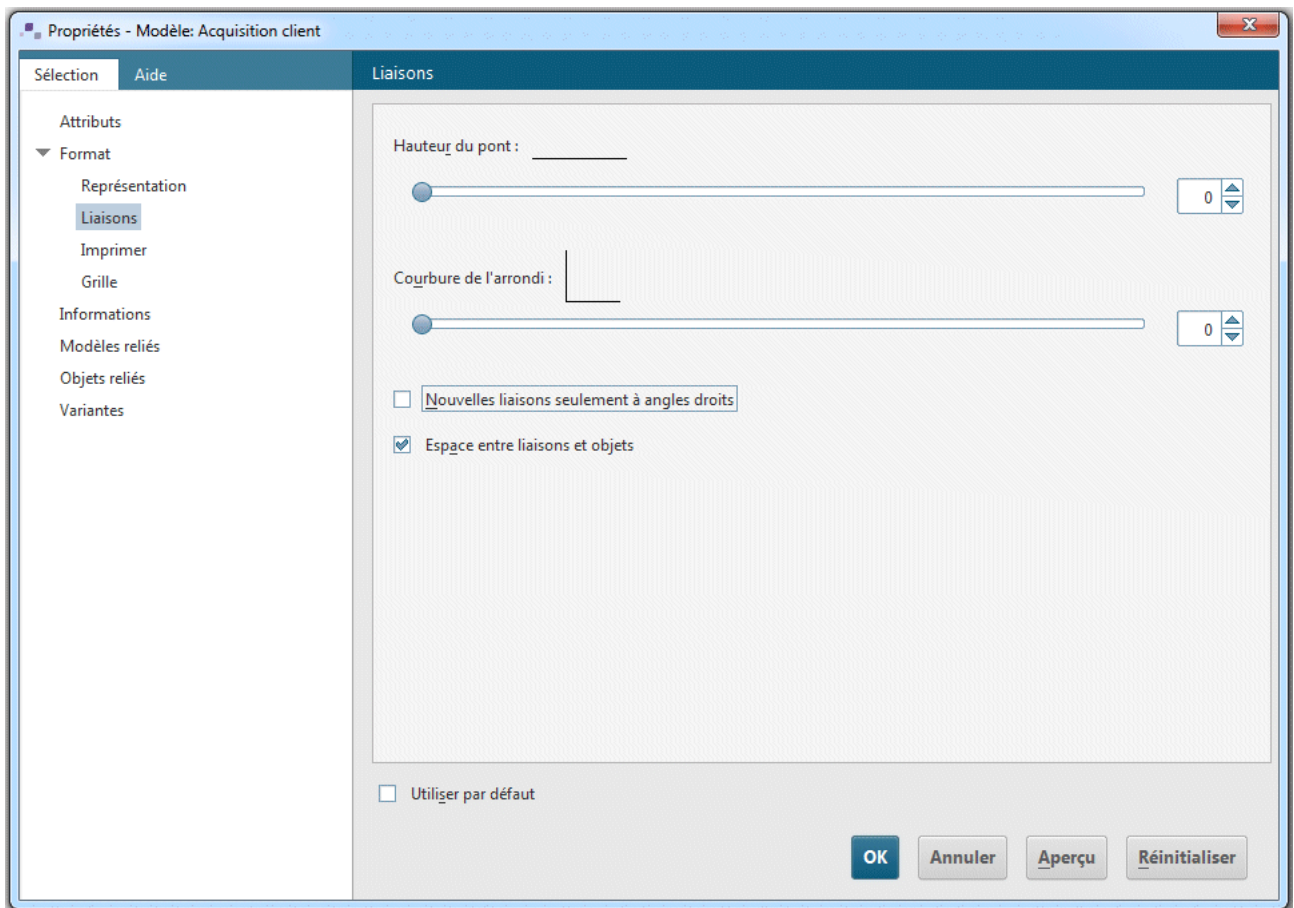 Propriétés - Modèle: Acquisition client
Sélection Aide
Liaisons
Attributs
Format
Représentation
Liaisons
Imprimer
Grille
Informations
Modèles reliés
Objets reliés
Variantes
Hauteur du pont :
0
Courbure de l'arrondi :
0
Nouvelles liaisons seulement à angles droits
Espace entre liaisons et objets
Utiliser par défaut
OK Annuler Aperçu Réinitialiser